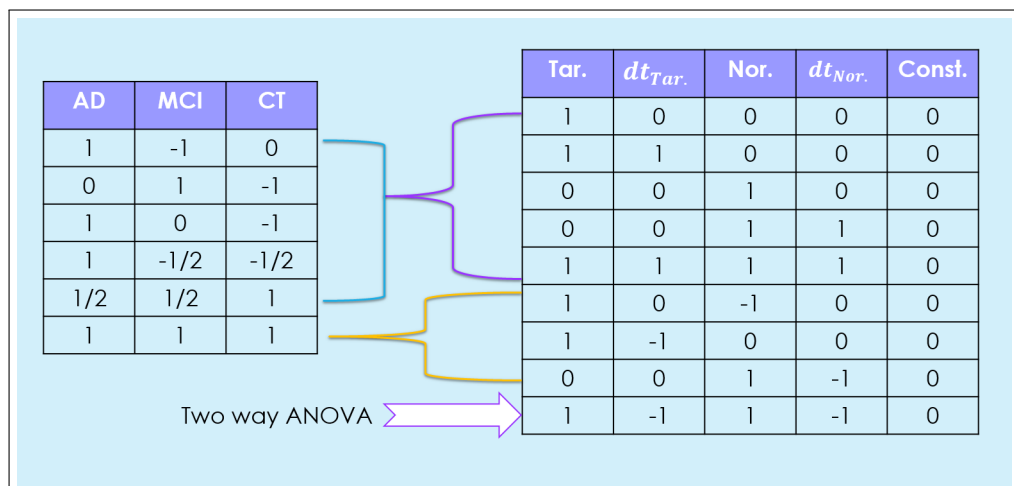 AD MCI CT
1 -1 0
0 1 -1
1 0 -1
1 -1/2 -1/2
1/2 1/2 1
1 1 1
Two way ANOVA
Tar. dt_Tar. Nor. dt_Nor. Const.
1 0 0 0 0
1 1 0 0 0
0 0 1 0 0
0 0 1 1 0
1 1 1 1 0
1 0 -1 0 0
1 -1 0 0 0
0 0 1 -1 0
1 -1 1 -1 0